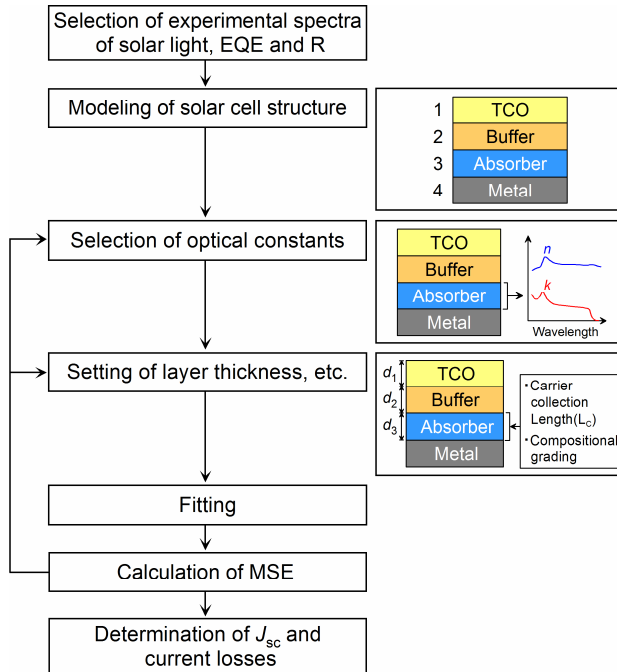 Selection of experimental spectra
of solar light, EQE and R
Modeling of solar cell structure
1 TCO
2 Buffer
3 Absorber
4 Metal
Selection of optical constants
TCO
Buffer
Absorber
Metal
n
k
Wavelength
Setting of layer thickness, etc.
d1 TCO
d2 Buffer
d3 Absorber
Metal
・Carrier
collection
Length(LC)
・Compositional
grading
Fitting
Calculation of MSE
Determination of Jsc and
current losses